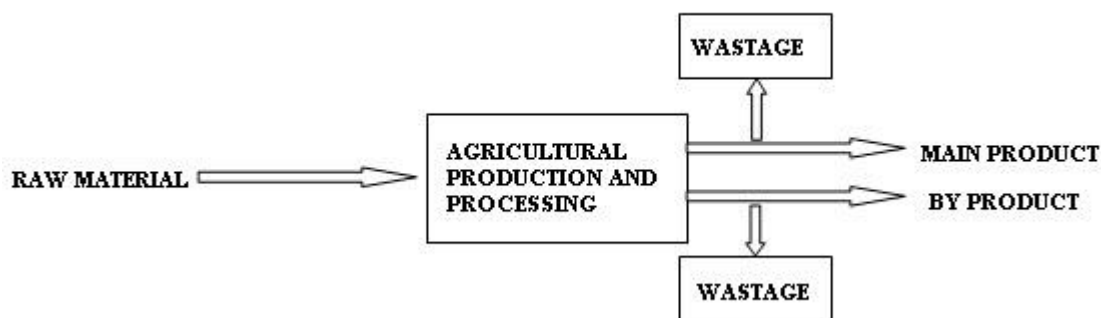 WASTAGE
RAW MATERIAL
AGRICULTURAL
PRODUCTION AND
PROCESSING
MAIN PRODUCT
BY PRODUCT
WASTAGE